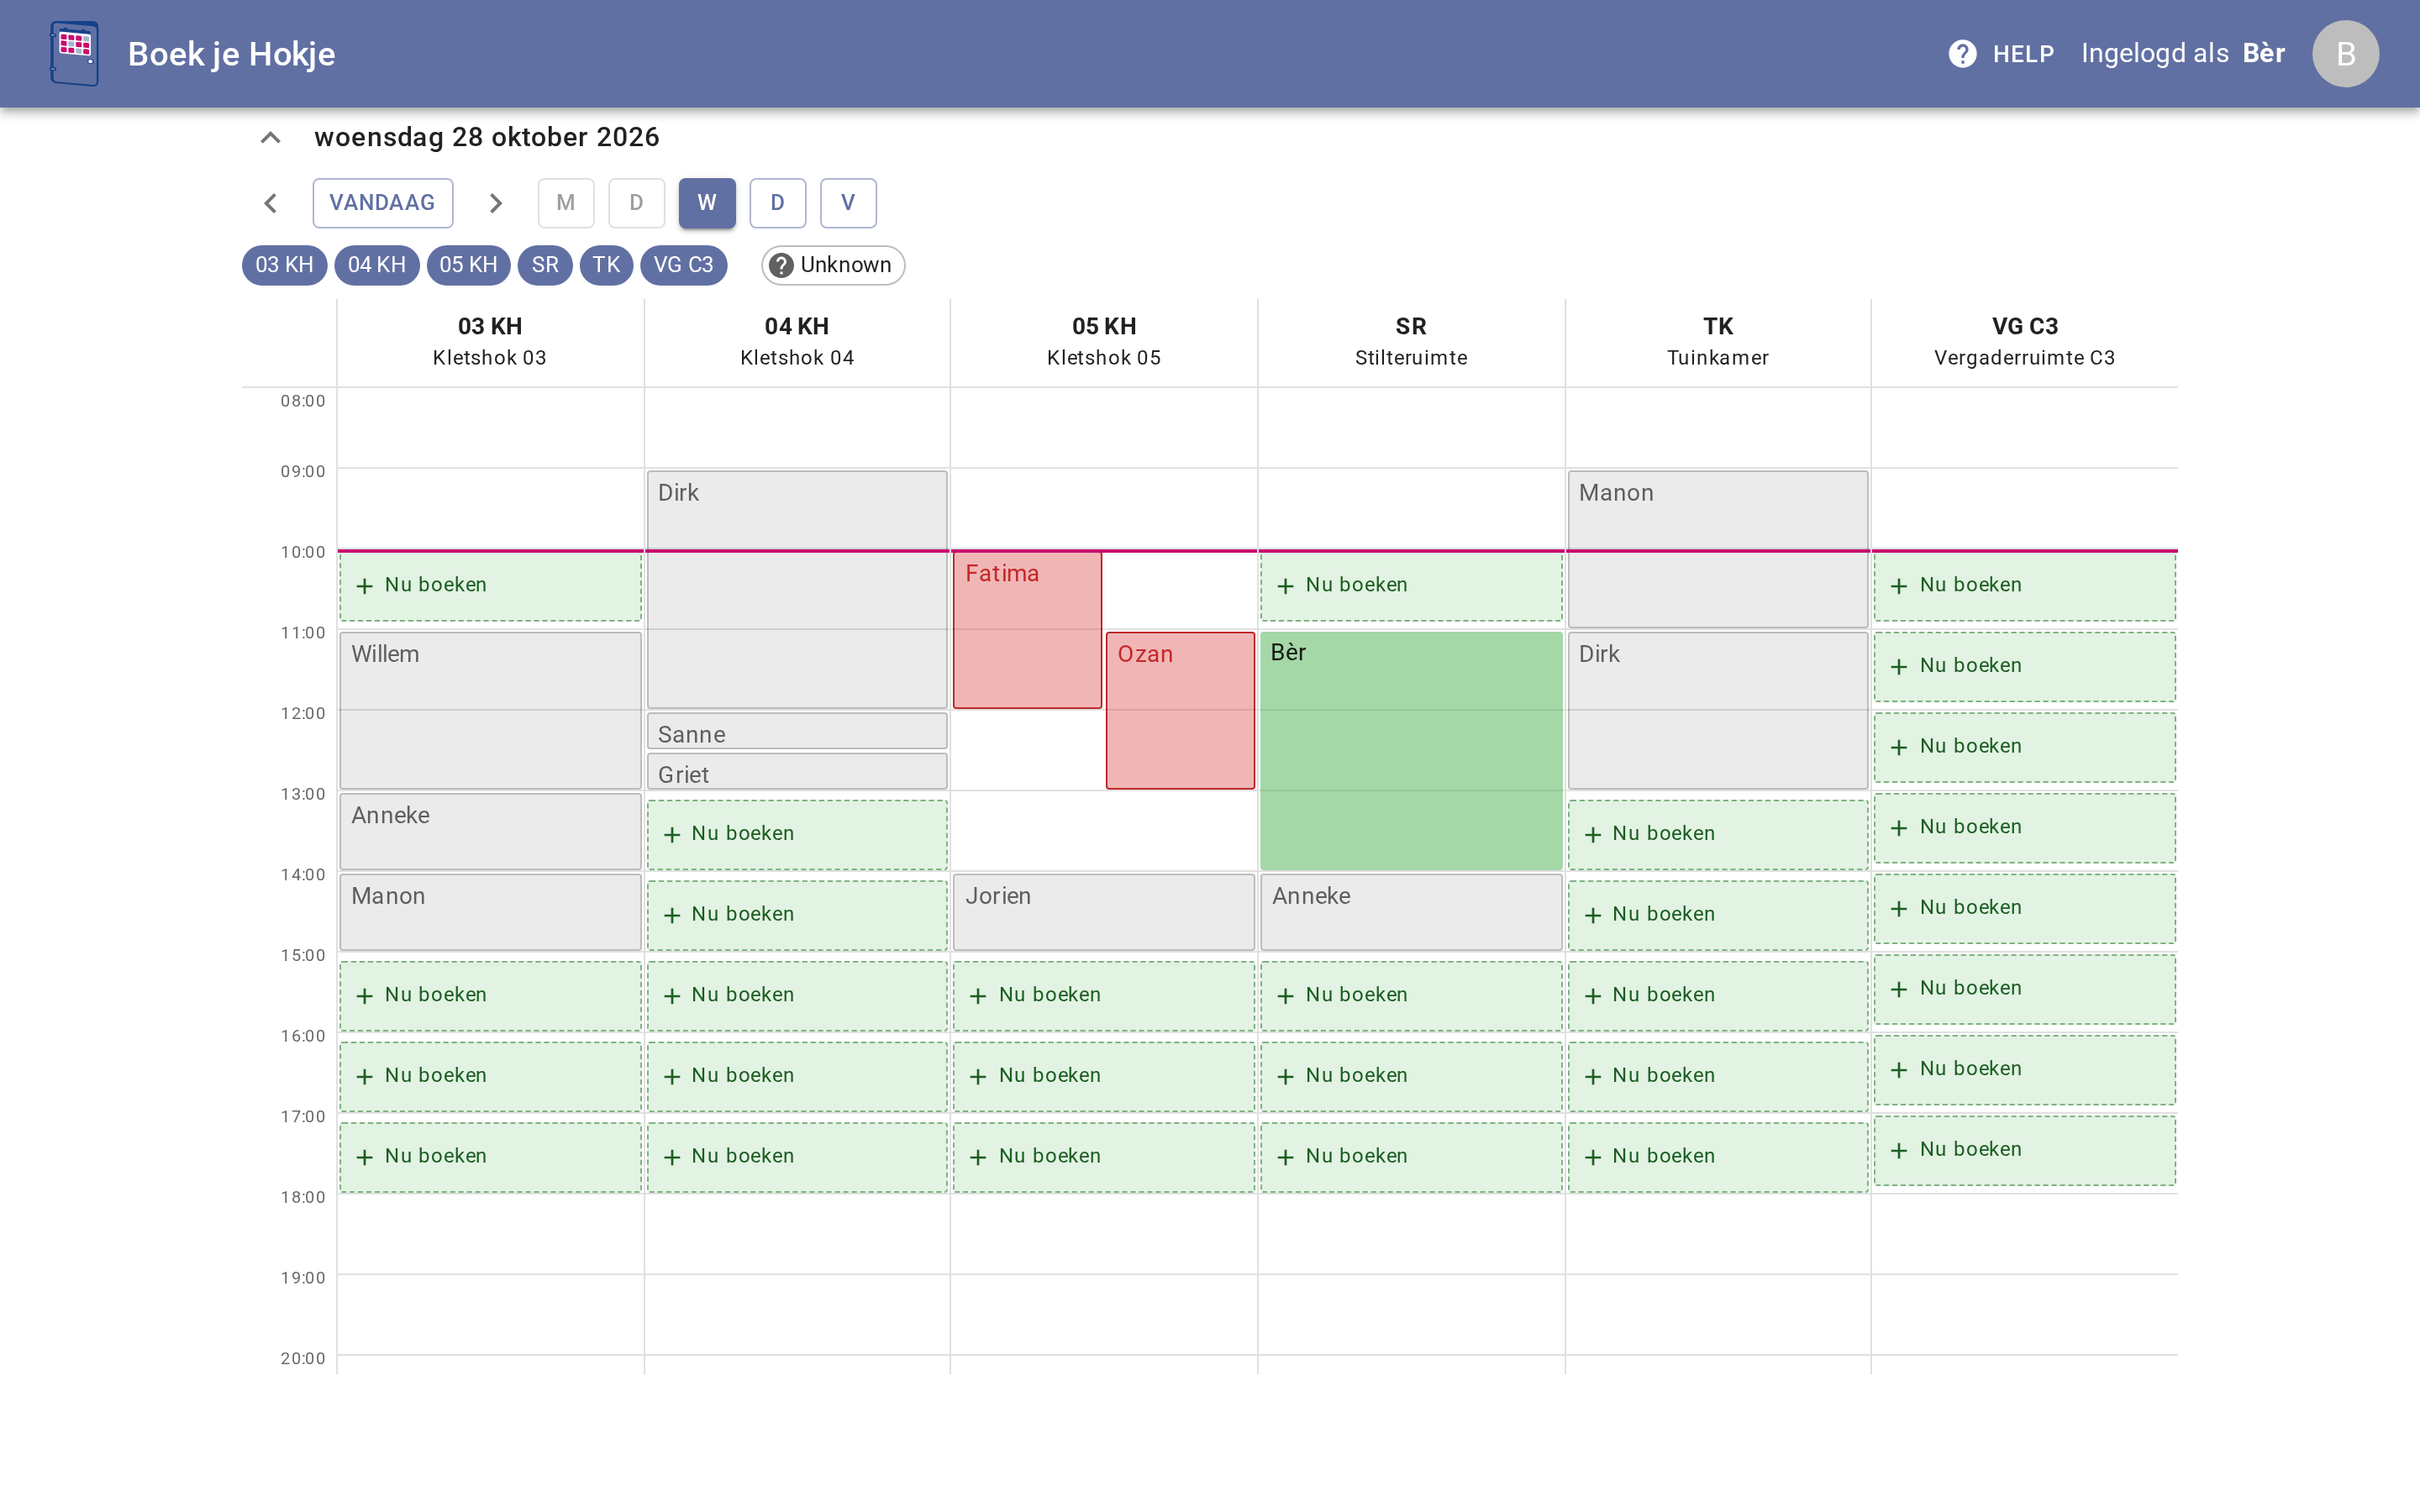 Boek je Hokje
HELP Ingelogd als Bèr B
woensdag 28 oktober 2026
VANDAAG M D W D V
03 KH 04 KH 05 KH SR TK VG C3 Unknown
03 KH 04 KH 05 KH SR TK VG C3
Kletshok 03 Kletshok 04 Kletshok 05 Stilteruimte Tuinkamer Vergaderruimte C3
08:00
09:00
Dirk Manon
10:00
Fatima
Nu boeken Nu boeken Nu boeken
11:00
Willem Ozan Bèr Dirk
Nu boeken
12:00
Sanne
Nu boeken
Griet
13:00
Anneke
Nu boeken Nu boeken Nu boeken
14:00
Manon Jorien Anneke
Nu boeken Nu boeken Nu boeken
15:00
Nu boeken Nu boeken Nu boeken Nu boeken Nu boeken Nu boeken
16:00
Nu boeken Nu boeken Nu boeken Nu boeken Nu boeken Nu boeken
17:00
Nu boeken Nu boeken Nu boeken Nu boeken Nu boeken Nu boeken
18:00
19:00
20:00